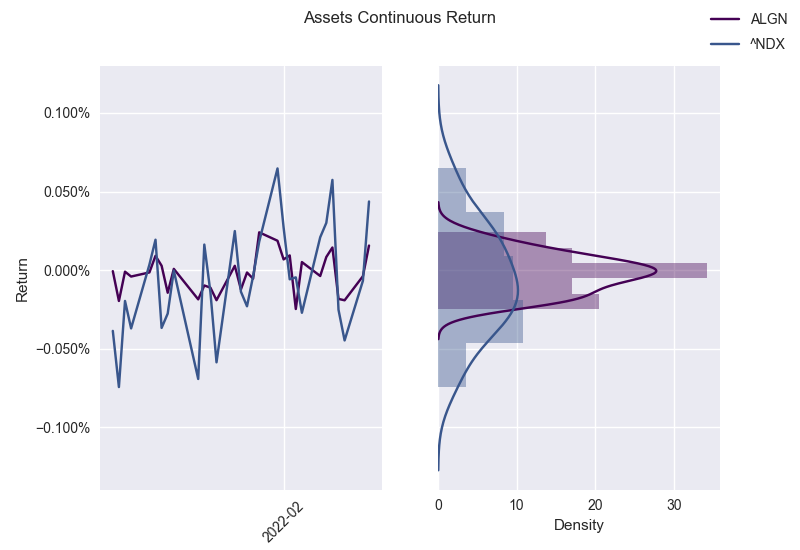 Assets Continuous Return
ALGN
^NDX
0.100%
0.050%
0.000%
−0.050%
−0.100%
Return
2022-02
0
10
20
30
Density